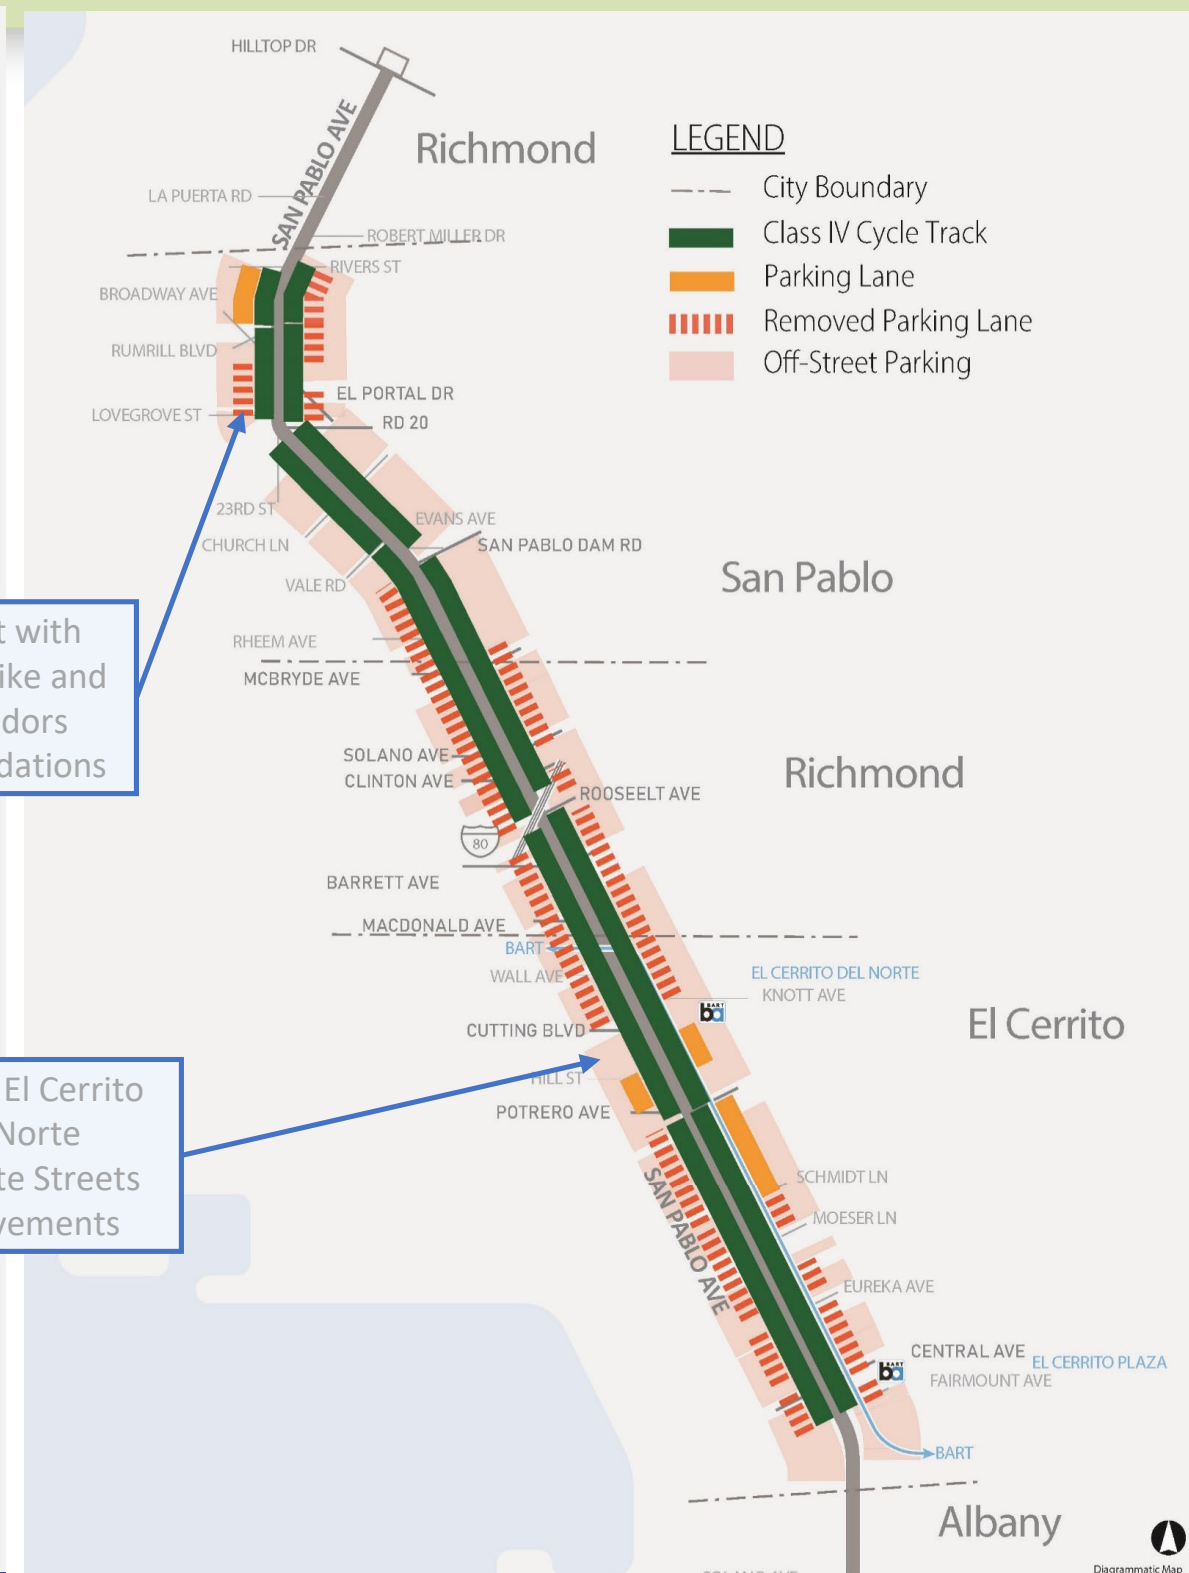 HILLTOP DR
SAN PABLO AVE
Richmond
LEGEND
City Boundary
Class IV Cycle Track
Parking Lane
Removed Parking Lane
Off-Street Parking
LA PUERTA RD
ROBERT MILLER DR
RIVERS ST
BROADWAY AVE
RUMRILL BLVD
EL PORTAL DR
LOVEGROVE ST
RD 20
23RD ST
EVANS AVE
CHURCH LN
SAN PABLO DAM RD
San Pablo
VALE RD
t with
ike and
dors
dations
RHEEM AVE
MCBRYDE AVE
SOLANO AVE
CLINTON AVE
Richmond
ROOSEELT AVE
80
BARRETT AVE
MACDONALD AVE
BART
WALL AVE
EL CERRITO DEL NORTE
KNOTT AVE
BART
ba
El Cerrito
CUTTING BLVD
HILL ST
POTRERO AVE
El Cerrito
Norte
te Streets
vements
SAN PABLO AVE
SCHMIDT LN
MOESER LN
EUREKA AVE
CENTRAL AVE
EL CERRITO PLAZA
BART
ba
FAIRMOUNT AVE
BART
Albany
Diagrammatic Map